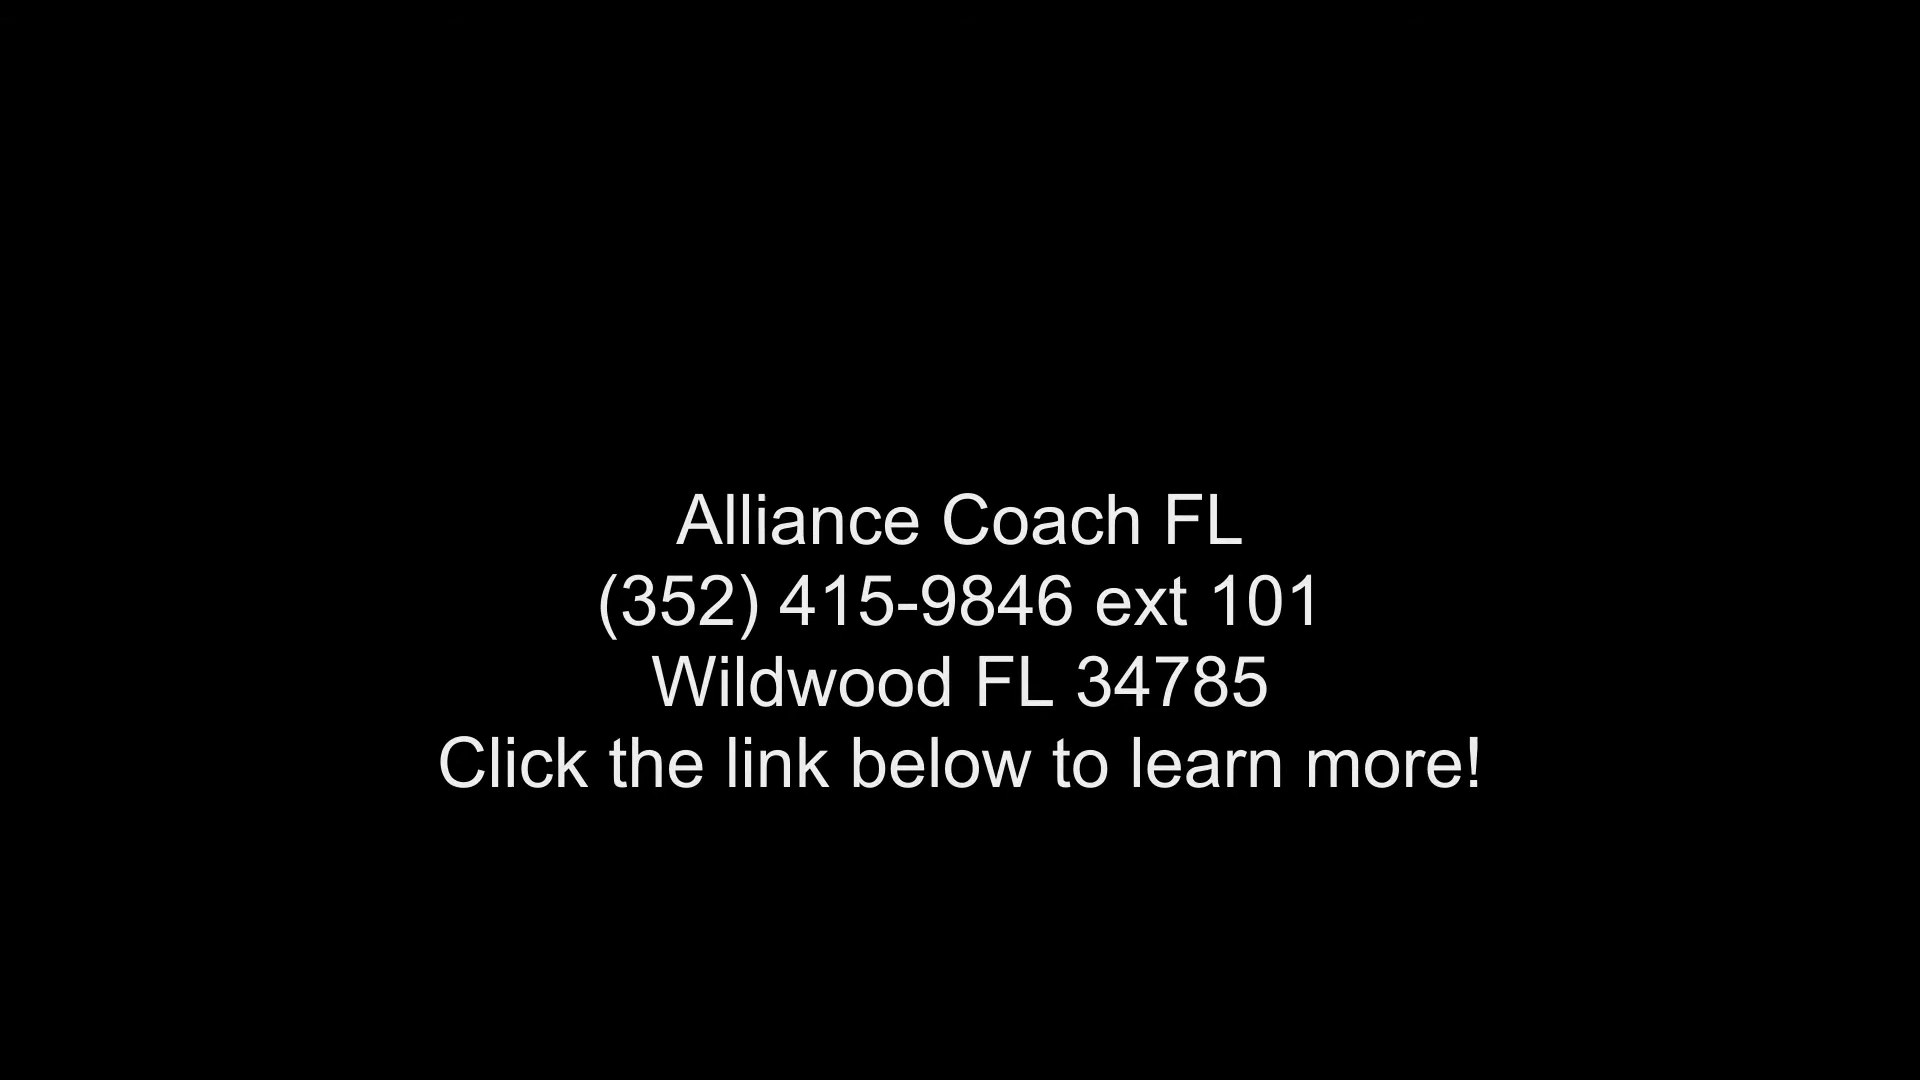 Alliance Coach FL
(352) 415-9846 ext 101
Wildwood FL 34785
Click the link below to learn more!